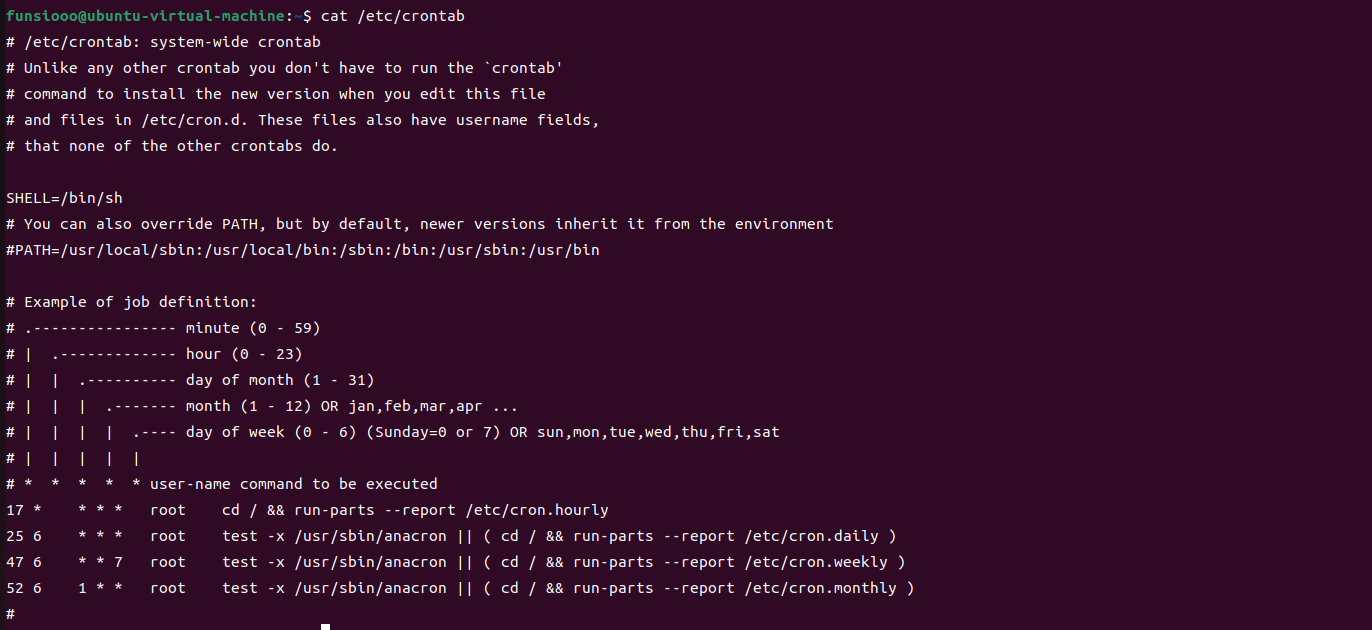 funsiooo@ubuntu-virtual-machine:~$ cat /etc/crontab
# /etc/crontab: system-wide crontab
# Unlike any other crontab you don't have to run the `crontab'
# command to install the new version when you edit this file
# and files in /etc/cron.d. These files also have username fields,
# that none of the other crontabs do.

SHELL=/bin/sh
# You can also override PATH, but by default, newer versions inherit it from the environment
#PATH=/usr/local/sbin:/usr/local/bin:/sbin:/bin:/usr/sbin:/usr/bin

# Example of job definition:
# .---------------- minute (0 - 59)
# |  .------------- hour (0 - 23)
# |  |  .---------- day of month (1 - 31)
# |  |  |  .------- month (1 - 12) OR jan,feb,mar,apr ...
# |  |  |  |  .---- day of week (0 - 6) (Sunday=0 or 7) OR sun,mon,tue,wed,thu,fri,sat
# |  |  |  |  |
# *  *  *  *  * user-name command to be executed
17 *    * * *   root    cd / && run-parts --report /etc/cron.hourly
25 6    * * *   root    test -x /usr/sbin/anacron || ( cd / && run-parts --report /etc/cron.daily )
47 6    * * 7   root    test -x /usr/sbin/anacron || ( cd / && run-parts --report /etc/cron.weekly )
52 6    1 * *   root    test -x /usr/sbin/anacron || ( cd / && run-parts --report /etc/cron.monthly )
#